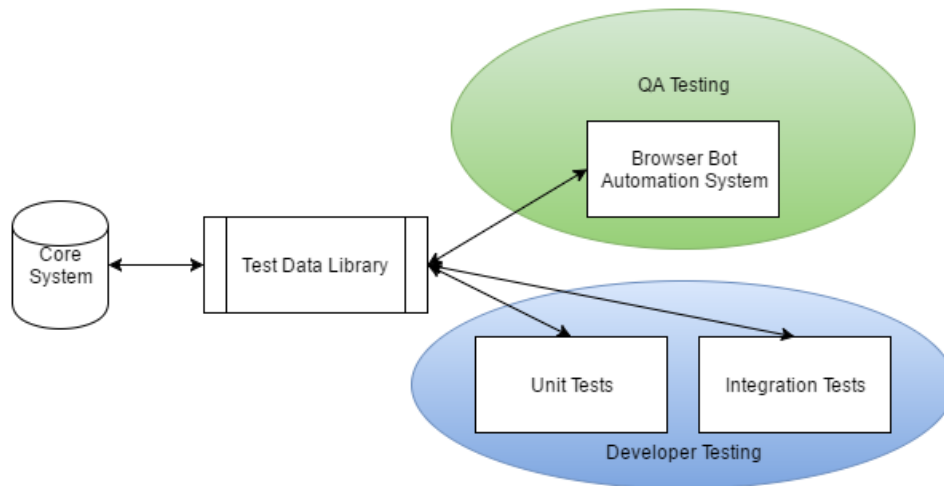 QA Testing
Browser Bot
Automation System
Core
System
Test Data Library
Unit Tests
Integration Tests
Developer Testing